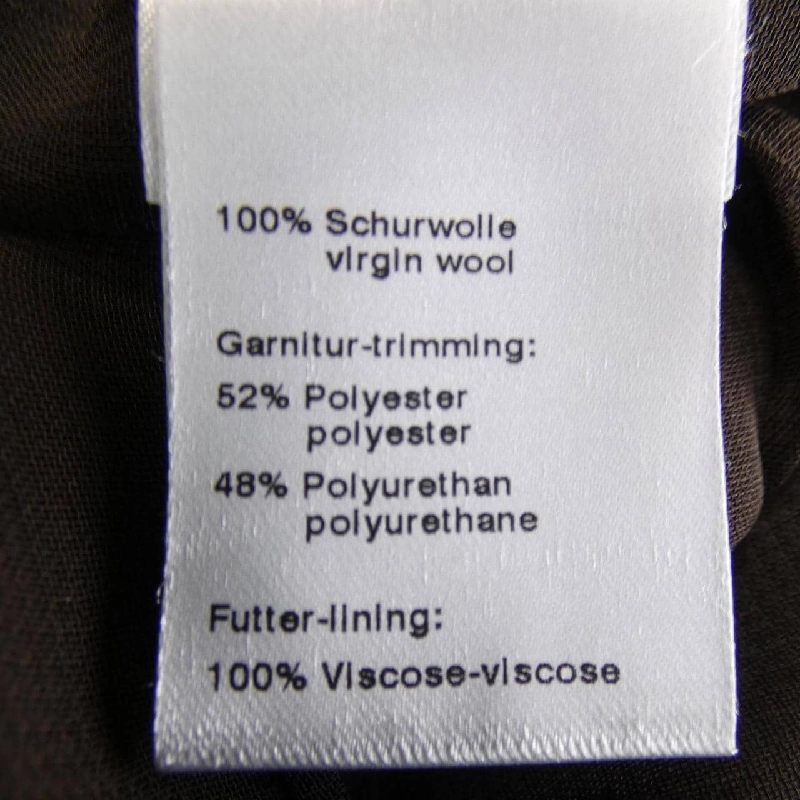 100% Schurwolle
virgin wool
Garnitur-trimming:
52% Polyester
polyester
48% Polyurethan
polyurethane
Futter-lining:
100% Viscose-viscose